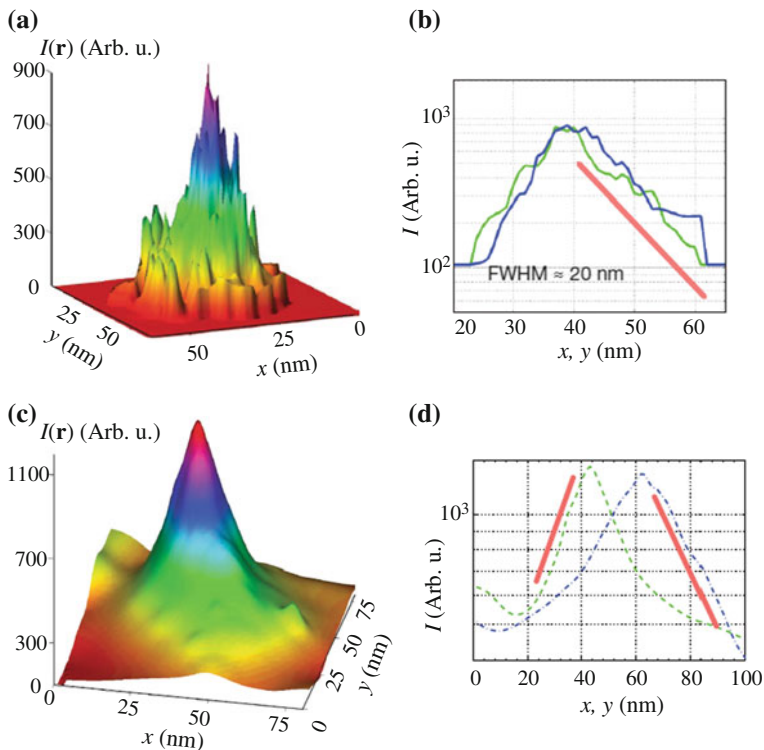 (a)
I(r) (Arb. u.)
900
700
500
300
0
25
50
y (nm)
50
25
0
x (nm)
(b)
10³
10²
I (Arb. u.)
FWHM ≈ 20 nm
20 30 40 50 60
x, y (nm)
(c)
I(r) (Arb. u.)
1100
700
300
0
0
25
50
75
x (nm)
0
25
50
75
y (nm)
(d)
10³
I (Arb. u.)
0 20 40 60 80 100
x, y (nm)